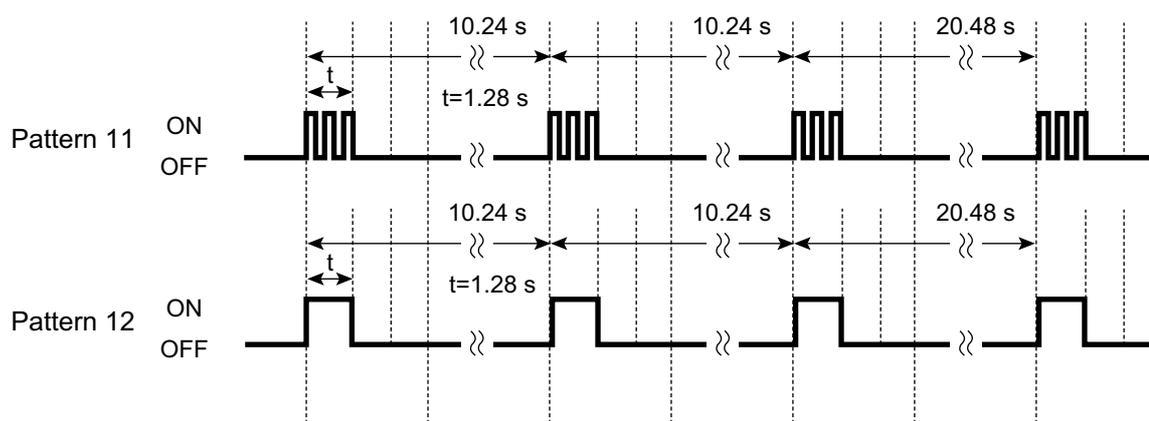 10.24 s 10.24 s 20.48 s
t
t=1.28 s
Pattern 11 ON
OFF
10.24 s 10.24 s 20.48 s
t
t=1.28 s
Pattern 12 ON
OFF